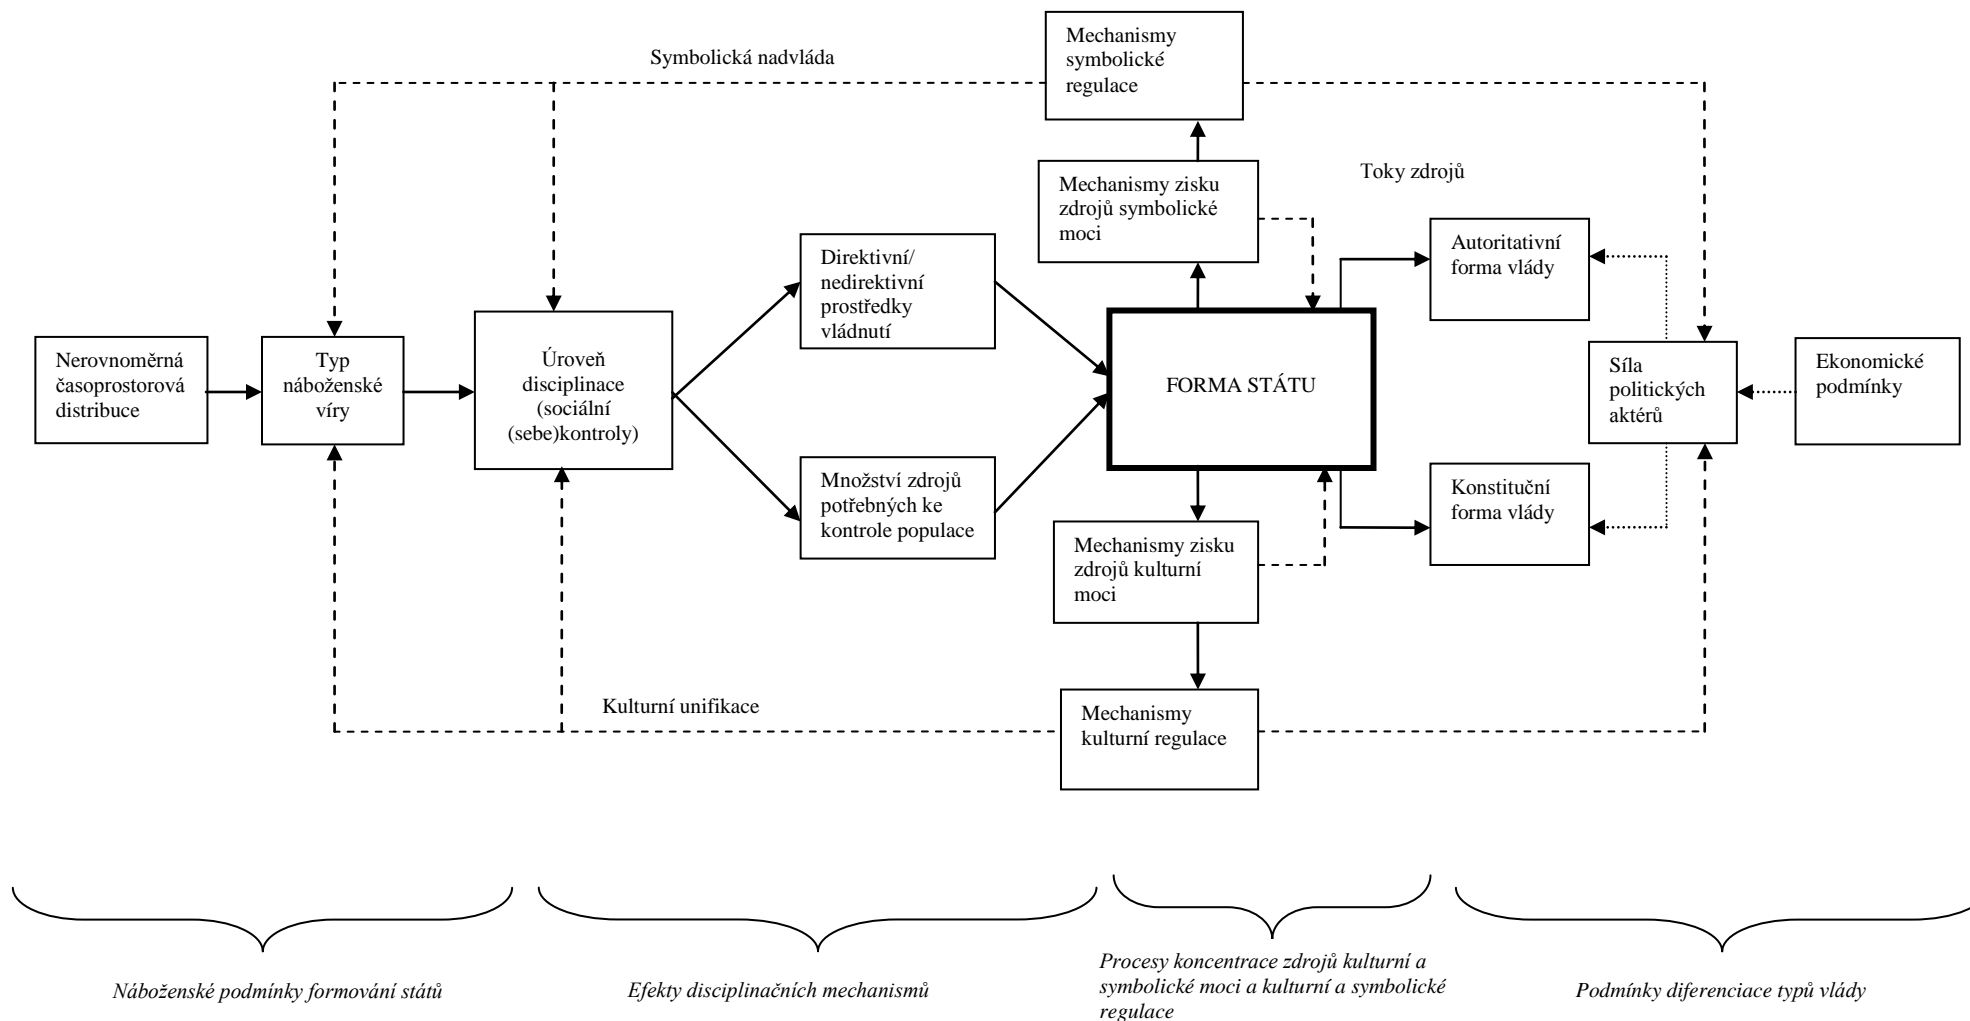 Symbolická nadvláda
Mechanismy
symbolické
regulace
Mechanismy zisku
zdrojů symbolické
moci
Toky zdrojů
Direktivní/
nedirektivní
prostředky
vládnutí
Autoritativní
forma vlády
Nerovnoměrná
časoprostorová
distribuce
Typ
náboženské
víry
Úroveň
disciplinace
(sociální
(sebe)kontroly)
FORMA STÁTU
Síla
politických
aktérů
Ekonomické
podmínky
Množství zdrojů
potřebných ke
kontrole populace
Konstituční
forma vlády
Mechanismy zisku
zdrojů kulturní
moci
Kulturní unifikace
Mechanismy
kulturní regulace
Náboženské podmínky formování států
Efekty disciplinačních mechanismů
Procesy koncentrace zdrojů kulturní a
symbolické moci a kulturní a symbolické
regulace
Podmínky diferenciace typů vlády